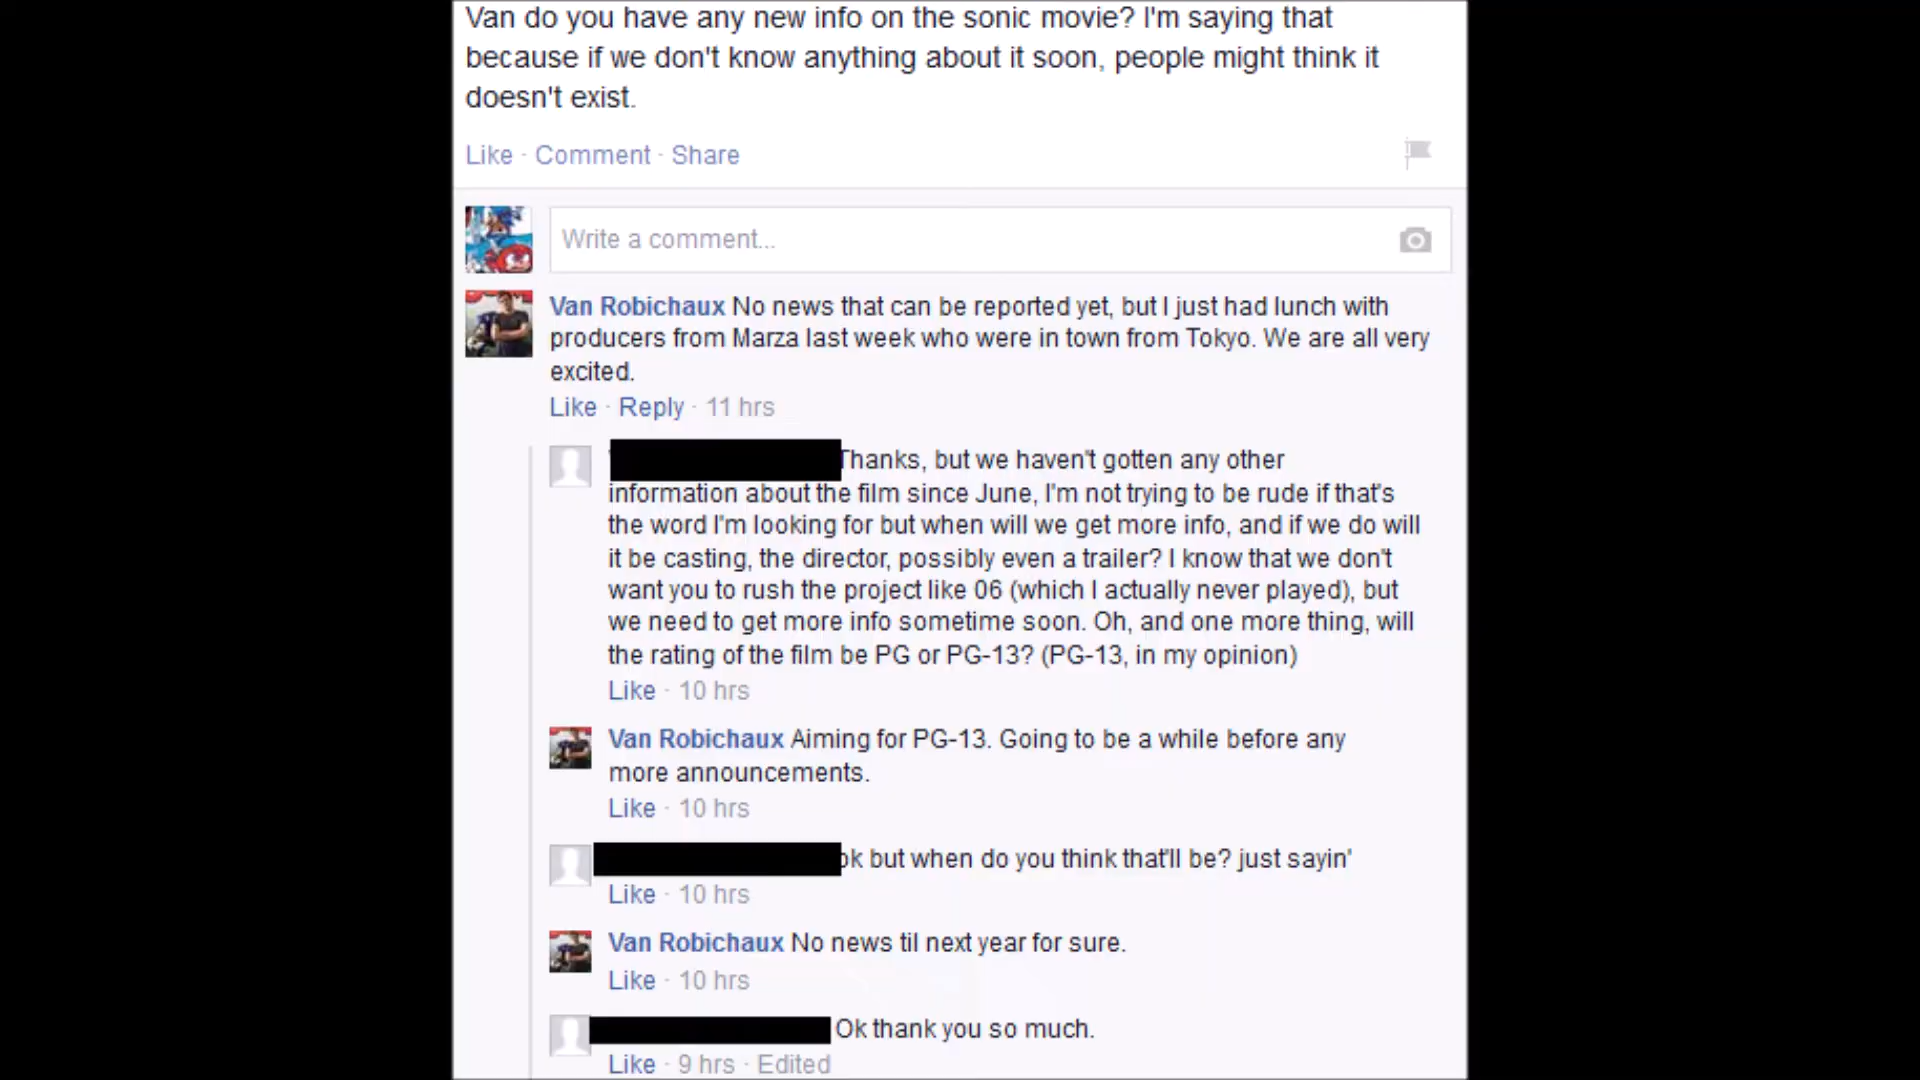 Van do you have any new info on the sonic movie? I'm saying that
because if we don't know anything about it soon, people might think it
doesn't exist.
Like · Comment · Share
Write a comment...
Van Robichaux No news that can be reported yet, but I just had lunch with
producers from Marza last week who were in town from Tokyo. We are all very
excited.
Like · Reply · 11 hrs
Thanks, but we haven't gotten any other
information about the film since June, I'm not trying to be rude if that's
the word I'm looking for but when will we get more info, and if we do will
it be casting, the director, possibly even a trailer? I know that we don't
want you to rush the project like 06 (which I actually never played), but
we need to get more info sometime soon. Oh, and one more thing, will
the rating of the film be PG or PG-13? (PG-13, in my opinion)
Like · 10 hrs
Van Robichaux Aiming for PG-13. Going to be a while before any
more announcements.
Like · 10 hrs
ok but when do you think that'll be? just sayin'
Like · 10 hrs
Van Robichaux No news til next year for sure.
Like · 10 hrs
Ok thank you so much.
Like · 9 hrs · Edited